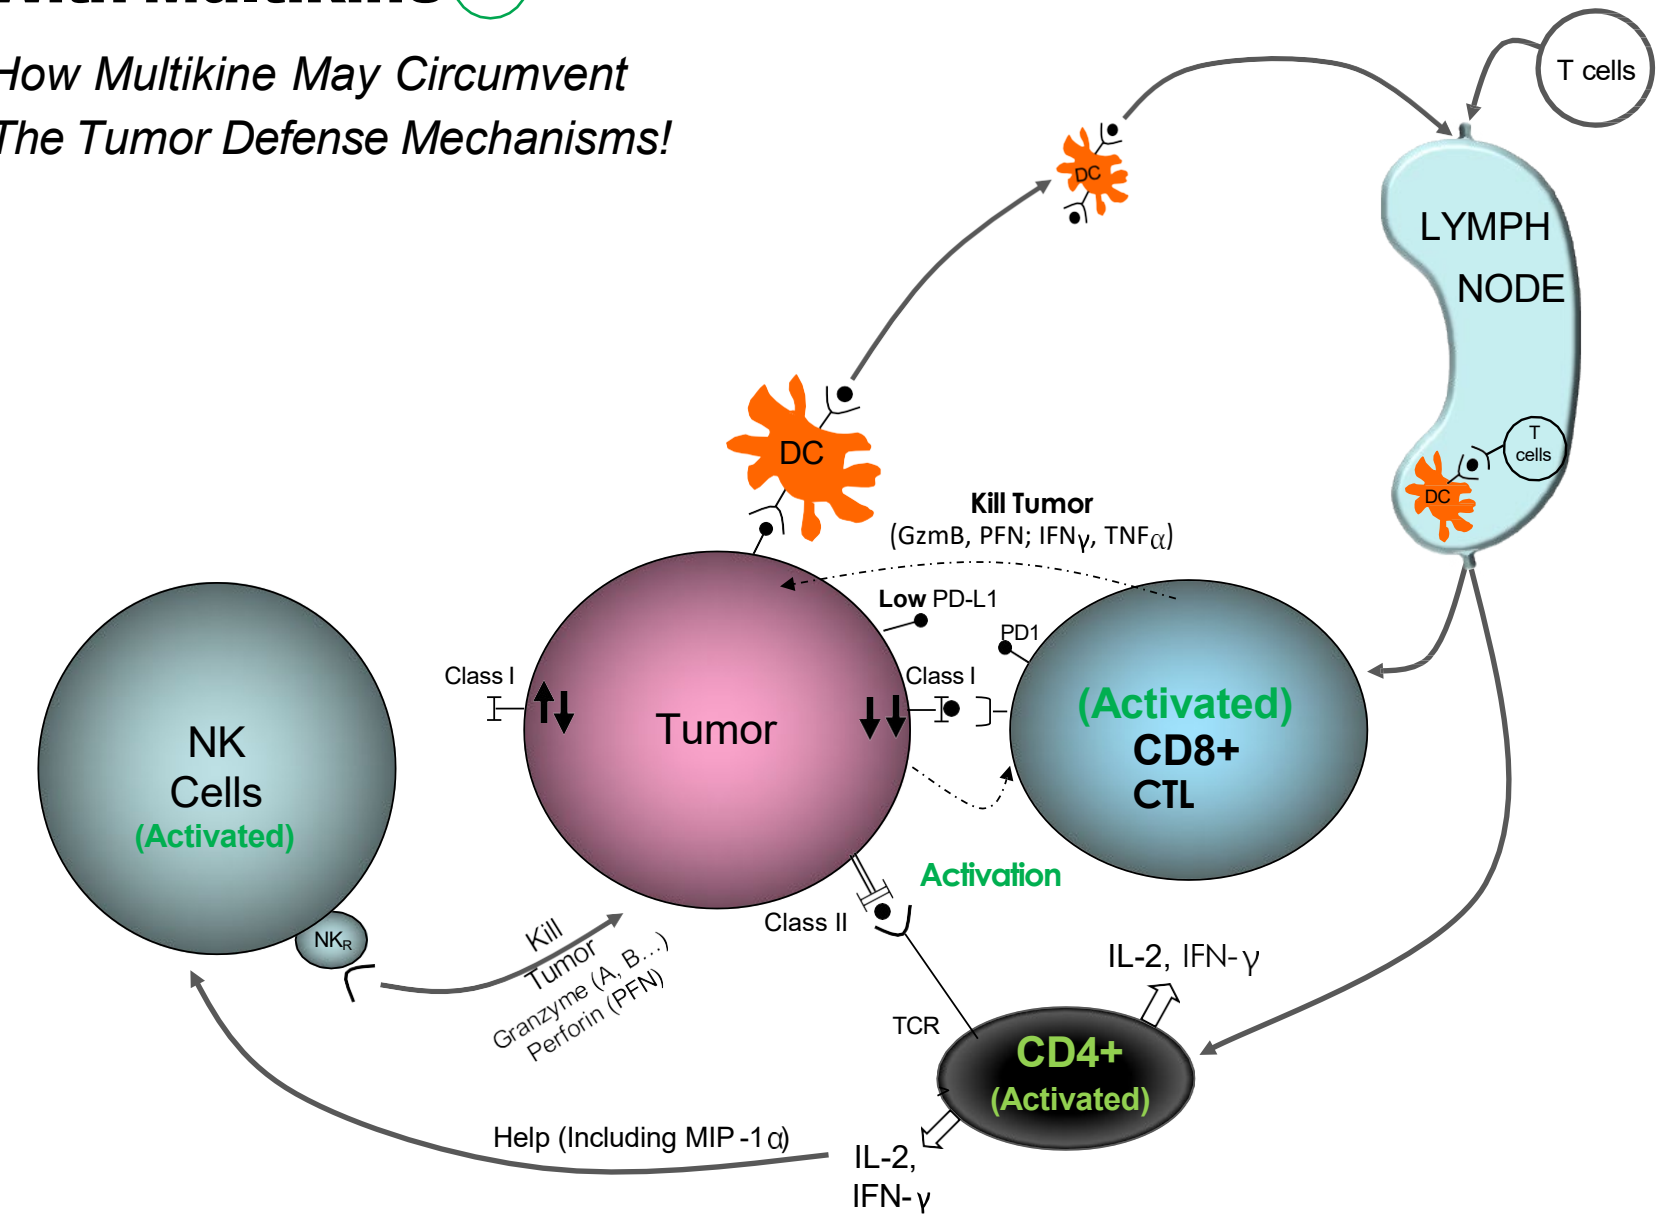 How Multikine May Circumvent
The Tumor Defense Mechanisms!
T cells
DC
LYMPH
NODE
DC
T
cells
DC
Kill Tumor
(GzmB, PFN; IFNγ, TNFα)
Low PD-L1
PD1
Class I
Class I
(Activated)
CD8+
CTL
Tumor
NK
Cells
(Activated)
Activation
Class II
NKR
Kill
Tumor
Granzyme (A, B...)
Perforin (PFN)
IL-2, IFN-γ
TCR
CD4+
(Activated)
Help (Including MIP-1α)
IL-2,
IFN-γ